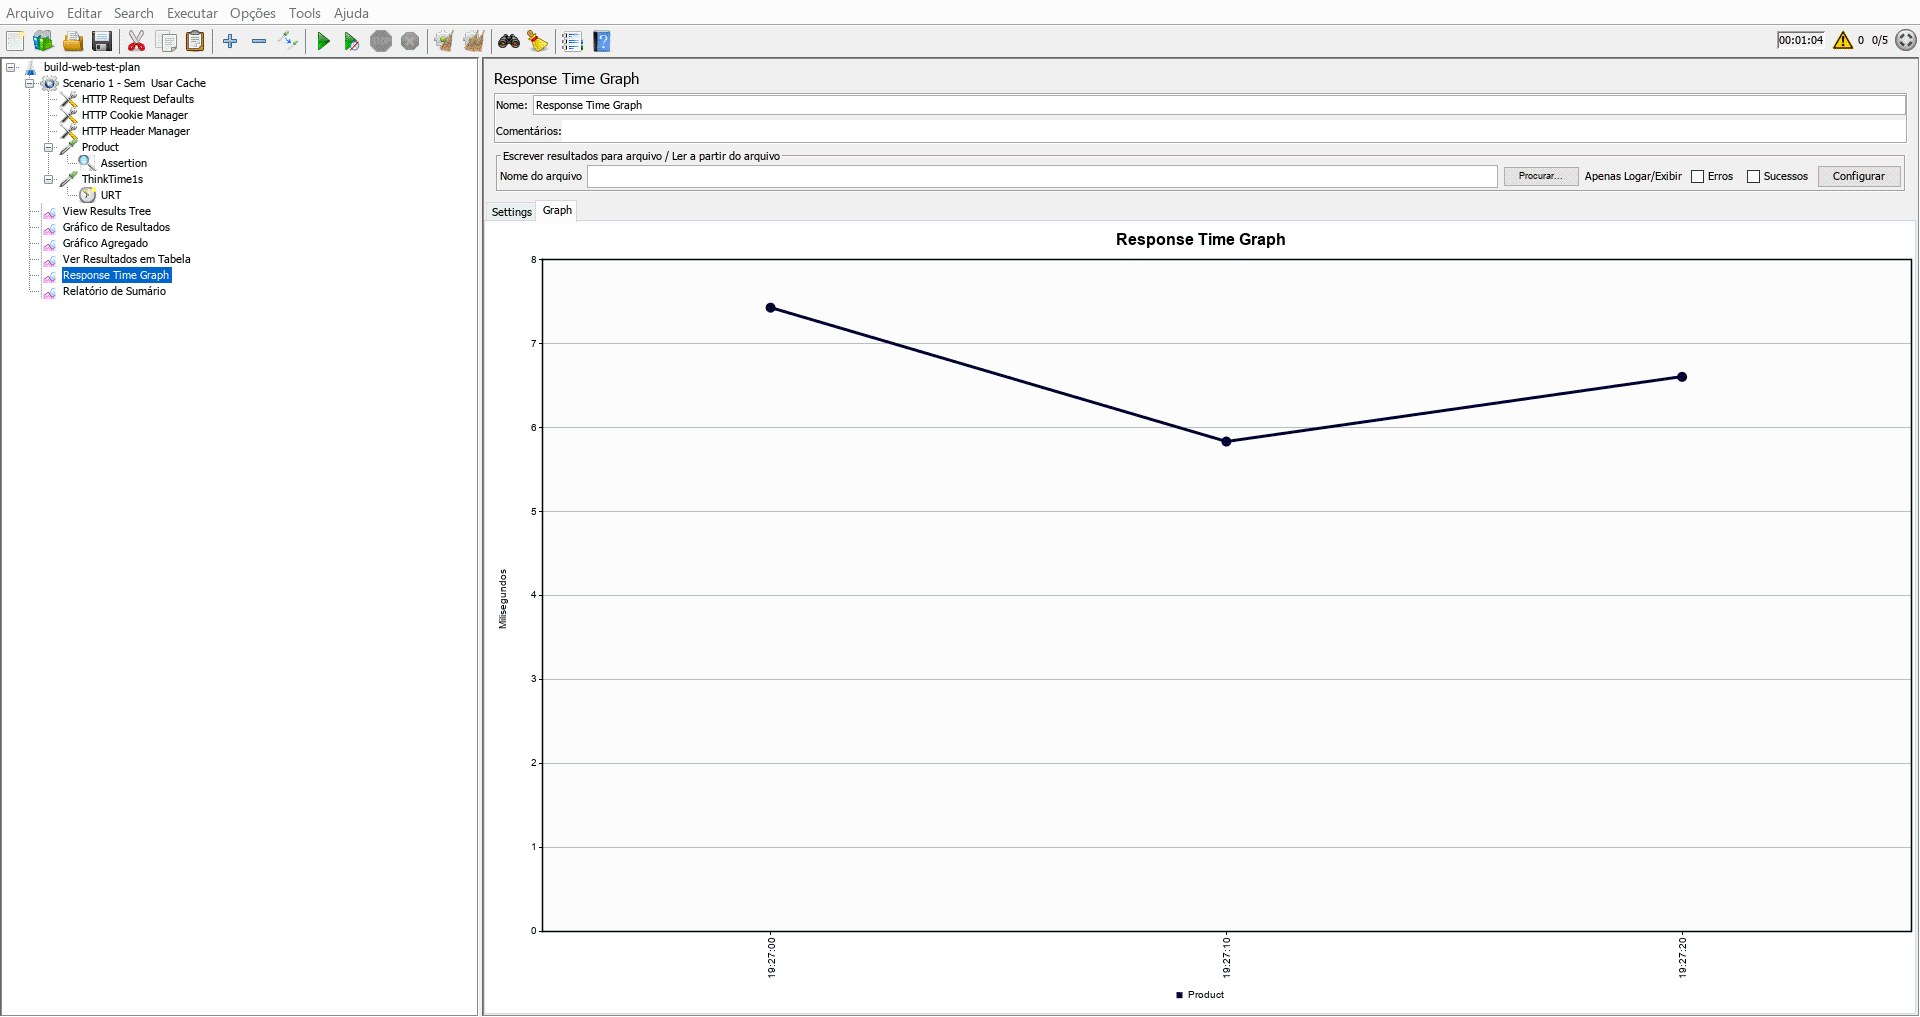 Arquivo Editar Search Executar Opções Tools Ajuda
STOP
00:01:04 0 0/5
build-web-test-plan
Scenario 1 - Sem  Usar Cache
HTTP Request Defaults
HTTP Cookie Manager
HTTP Header Manager
Product
Assertion
ThinkTime1s
URT
View Results Tree
Gráfico de Resultados
Gráfico Agregado
Ver Resultados em Tabela
Response Time Graph
Relatório de Sumário
Response Time Graph
Nome: Response Time Graph
Comentários:
Escrever resultados para arquivo / Ler a partir do arquivo
Nome do arquivo Procurar... Apenas Logar/Exibir Erros Sucessos Configurar
Settings Graph
Response Time Graph
8
7
6
5
4
3
2
1
0
Milisegundos
19:27:00 19:27:10 19:27:20
Product